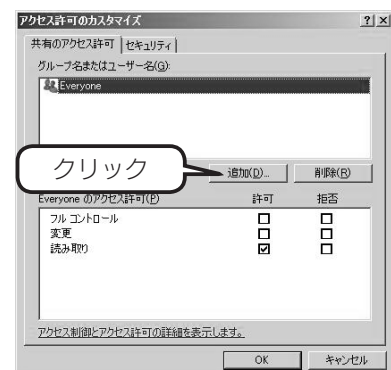 アクセス許可のカスタマイズ
共有のアクセス許可 セキュリティ
グループ名またはユーザー名(G):
Everyone
クリック
追加(D)... 削除(R)
Everyone のアクセス許可(P) 許可 拒否
フル コントロール
変更
読み取り
アクセス制御とアクセス許可の詳細を表示します。
OK キャンセル